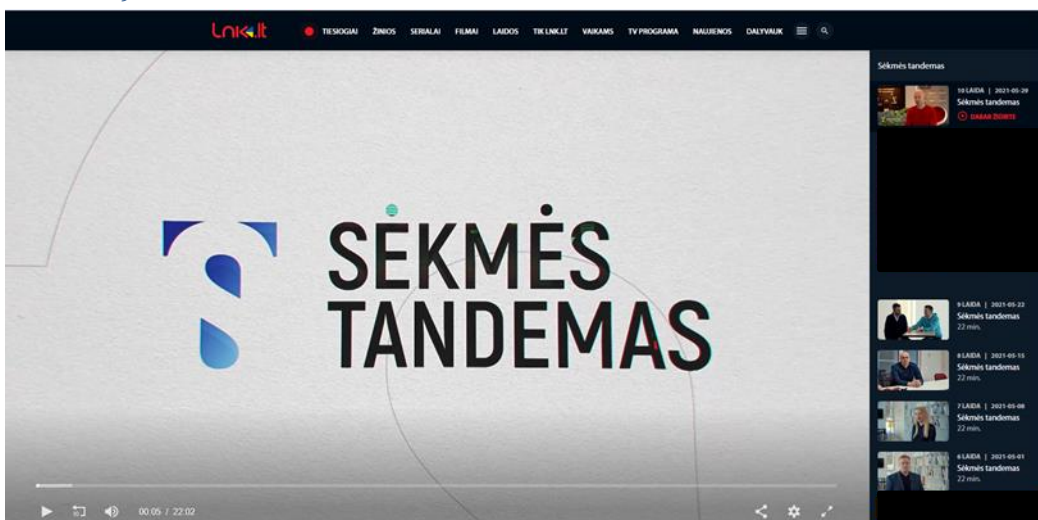 Lnk.lt
TIESIOGIAI ŽINIOS SERIALAI FILMAI LAIDOS TIK LNK.LT VAIKAMS TV PROGRAMA NAUJIENOS DALYVAUK
Sėkmės tandemas
10 LAIDA | 2021-05-29
Sėkmės tandemas
DABAR ŽIŪRITE
SĖKMĖS
TANDEMAS
9 LAIDA | 2021-05-22
Sėkmės tandemas
22 min.
8 LAIDA | 2021-05-15
Sėkmės tandemas
22 min.
7 LAIDA | 2021-05-08
Sėkmės tandemas
22 min.
6 LAIDA | 2021-05-01
Sėkmės tandemas
22 min.
00:05 / 22:02